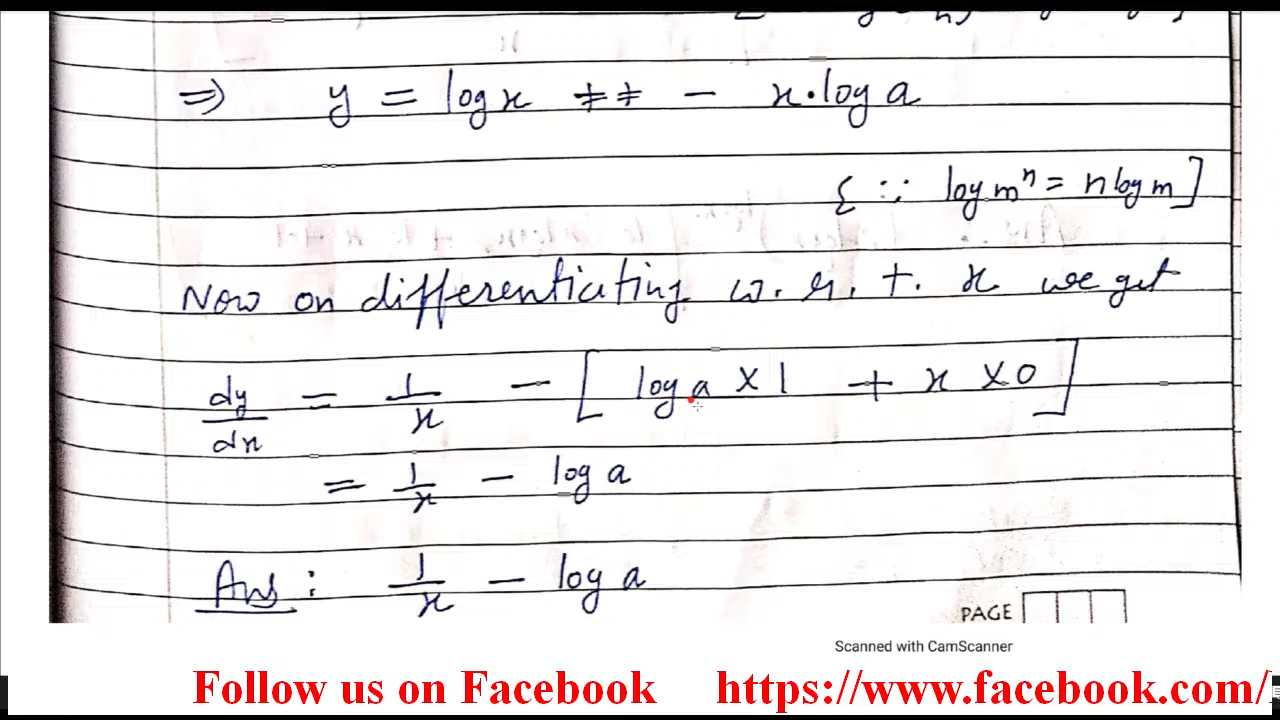 ⇒ y = log x - x·log a
{ ∵ log mⁿ = n log m ]
Now on differenticiting w.r.t. x we get
dy/dx = 1/x - [ log a × 1 + x × 0 ]
= 1/x - log a
Ans: 1/x - log a
PAGE
Scanned with CamScanner
Follow us on Facebook https://www.facebook.com/